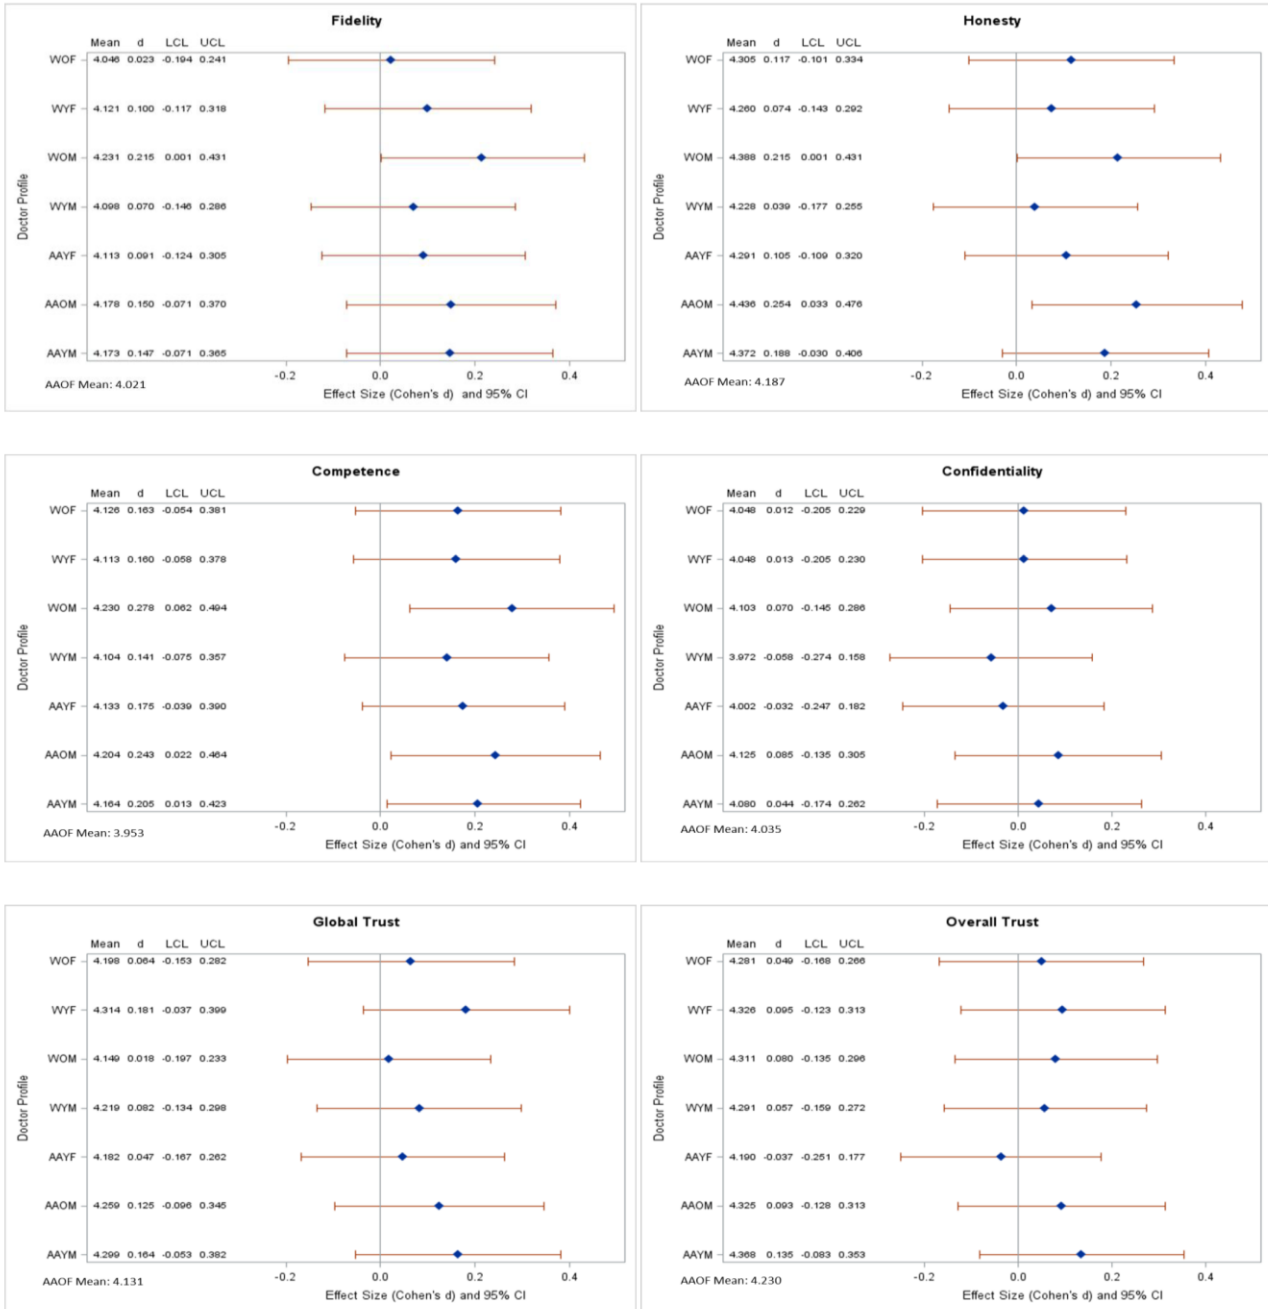 Fidelity
Mean d LCL UCL
WOF 4.046 0.023 -0.194 0.241
WYF 4.121 0.100 -0.117 0.318
WOM 4.231 0.215 0.001 0.431
WYM 4.098 0.070 -0.146 0.286
AAYF 4.113 0.091 -0.124 0.305
AAOM 4.178 0.150 -0.071 0.370
AAYM 4.173 0.147 -0.071 0.365
Doctor Profile
-0.2 0.0 0.2 0.4
AAOF Mean: 4.021
Effect Size (Cohen's d) and 95% CI
Honesty
Mean d LCL UCL
WOF 4.305 0.117 -0.101 0.334
WYF 4.260 0.074 -0.143 0.292
WOM 4.388 0.215 0.001 0.431
WYM 4.228 0.039 -0.177 0.255
AAYF 4.291 0.105 -0.109 0.320
AAOM 4.436 0.254 0.033 0.476
AAYM 4.372 0.188 -0.030 0.406
Doctor Profile
-0.2 0.0 0.2 0.4
AAOF Mean: 4.187
Effect Size (Cohen's d) and 95% CI
Competence
Mean d LCL UCL
WOF 4.126 0.163 -0.054 0.381
WYF 4.113 0.160 -0.058 0.378
WOM 4.230 0.278 0.062 0.494
WYM 4.104 0.141 -0.075 0.357
AAYF 4.133 0.175 -0.039 0.390
AAOM 4.204 0.243 0.022 0.464
AAYM 4.164 0.205 0.013 0.423
Doctor Profile
-0.2 0.0 0.2 0.4
AAOF Mean: 3.953
Effect Size (Cohen's d) and 95% CI
Confidentiality
Mean d LCL UCL
WOF 4.048 0.012 -0.205 0.229
WYF 4.048 0.013 -0.205 0.230
WOM 4.103 0.070 -0.145 0.286
WYM 3.972 -0.058 -0.274 0.158
AAYF 4.002 -0.032 -0.247 0.182
AAOM 4.125 0.085 -0.135 0.305
AAYM 4.080 0.044 -0.174 0.262
Doctor Profile
-0.2 0.0 0.2 0.4
AAOF Mean: 4.035
Effect Size (Cohen's d) and 95% CI
Global Trust
Mean d LCL UCL
WOF 4.198 0.064 -0.153 0.282
WYF 4.314 0.181 -0.037 0.399
WOM 4.149 0.018 -0.197 0.233
WYM 4.219 0.082 -0.134 0.298
AAYF 4.182 0.047 -0.167 0.262
AAOM 4.259 0.125 -0.096 0.345
AAYM 4.299 0.164 -0.053 0.382
Doctor Profile
-0.2 0.0 0.2 0.4
AAOF Mean: 4.131
Effect Size (Cohen's d) and 95% CI
Overall Trust
Mean d LCL UCL
WOF 4.281 0.049 -0.168 0.266
WYF 4.326 0.095 -0.123 0.313
WOM 4.311 0.080 -0.135 0.296
WYM 4.291 0.057 -0.159 0.272
AAYF 4.190 -0.037 -0.251 0.177
AAOM 4.325 0.093 -0.128 0.313
AAYM 4.368 0.135 -0.083 0.353
Doctor Profile
-0.2 0.0 0.2 0.4
AAOF Mean: 4.230
Effect Size (Cohen's d) and 95% CI